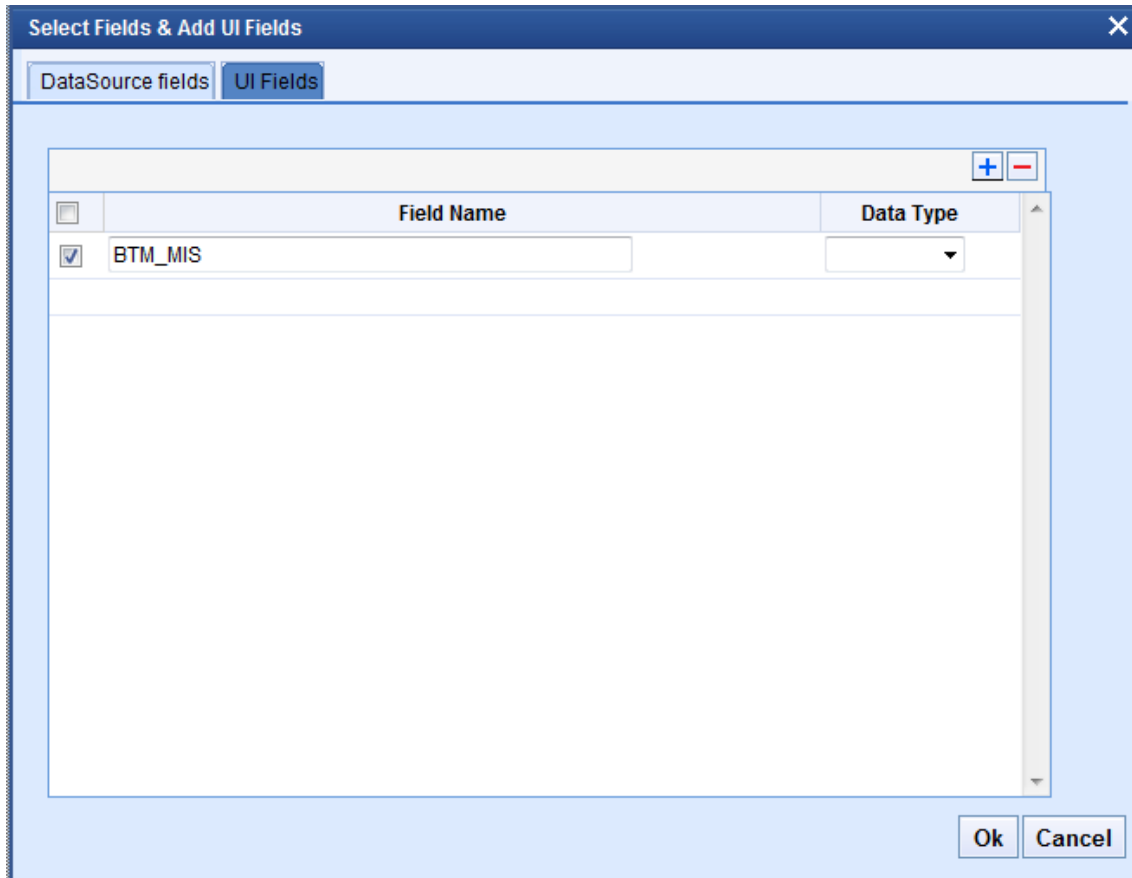 Select Fields & Add UI Fields
DataSource fields UI Fields
Field Name Data Type
BTM_MIS
Ok Cancel